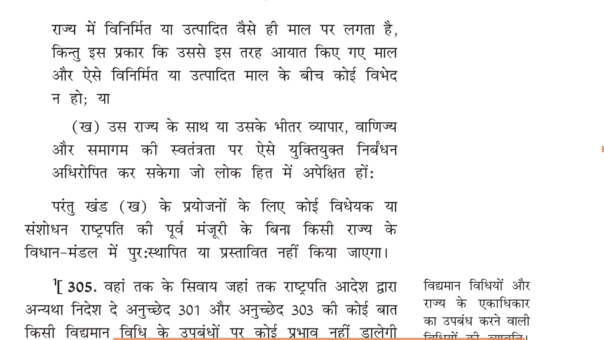 राज्य में विनिर्मित या उत्पादित वैसे ही माल पर लगता है,
किन्तु इस प्रकार कि उससे इस तरह आयात किए गए माल
और ऐसे विनिर्मित या उत्पादित माल के बीच कोई विभेद
न हो; या
(ख) उस राज्य के साथ या उसके भीतर व्यापार, वाणिज्य
और समागम की स्वतंत्रता पर ऐसे युक्तियुक्त निर्बंधन
अधिरोपित कर सकेगा जो लोक हित में अपेक्षित हों:
परंतु खंड (ख) के प्रयोजनों के लिए कोई विधेयक या
संशोधन राष्ट्रपति की पूर्व मंजूरी के बिना किसी राज्य के
विधान-मंडल में पुर:स्थापित या प्रस्तावित नहीं किया जाएगा।
¹[ 305. वहां तक के सिवाय जहां तक राष्ट्रपति आदेश द्वारा
अन्यथा निदेश दे अनुच्छेद 301 और अनुच्छेद 303 की कोई बात
किसी विद्यमान विधि के उपबंधों पर कोई प्रभाव नहीं डालेगी
विद्यमान विधियों और
राज्य के एकाधिकार
का उपबंध करने वाली
विधियों की व्यावृत्ति।